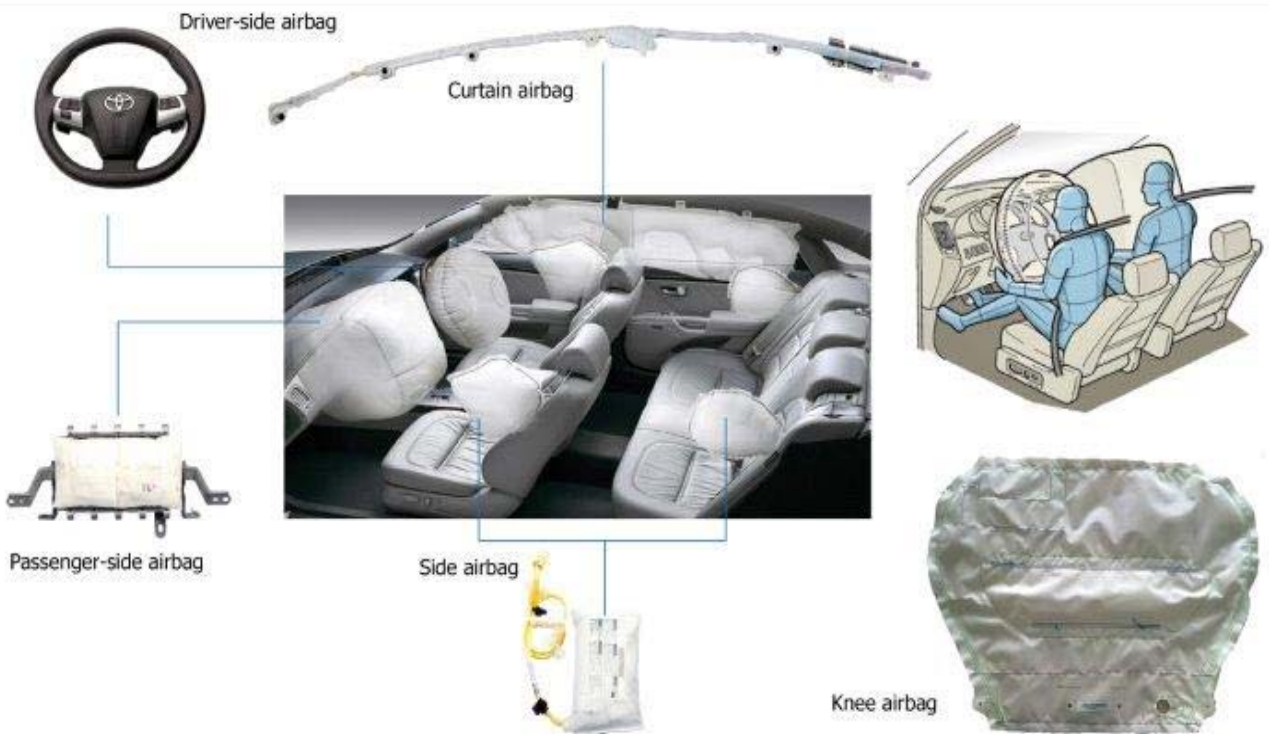 Driver-side airbag
Curtain airbag
Passenger-side airbag
Side airbag
Knee airbag